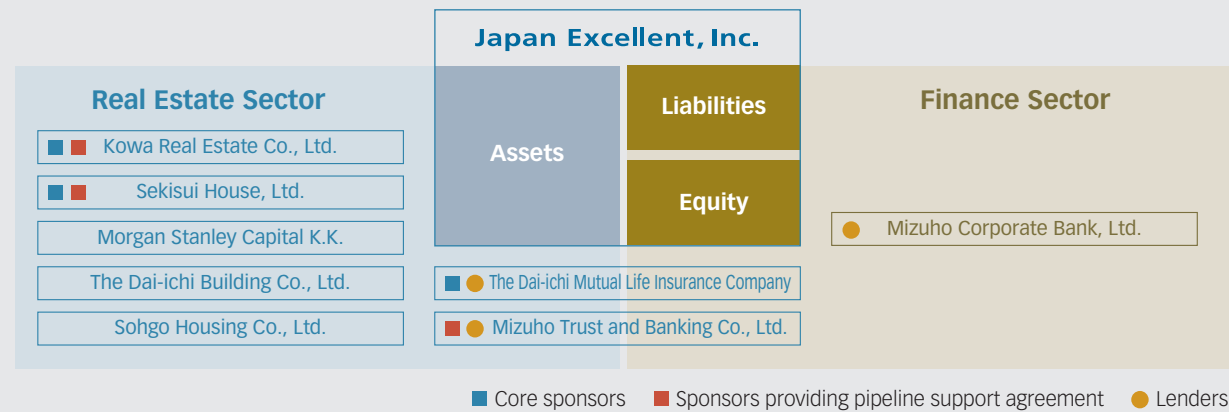 Japan Excellent, Inc.
Real Estate Sector
Kowa Real Estate Co., Ltd.
Sekisui House, Ltd.
Morgan Stanley Capital K.K.
The Dai-ichi Building Co., Ltd.
Sohgo Housing Co., Ltd.
Assets
Liabilities
Equity
The Dai-ichi Mutual Life Insurance Company
Mizuho Trust and Banking Co., Ltd.
Finance Sector
Mizuho Corporate Bank, Ltd.
Core sponsors
Sponsors providing pipeline support agreement
Lenders